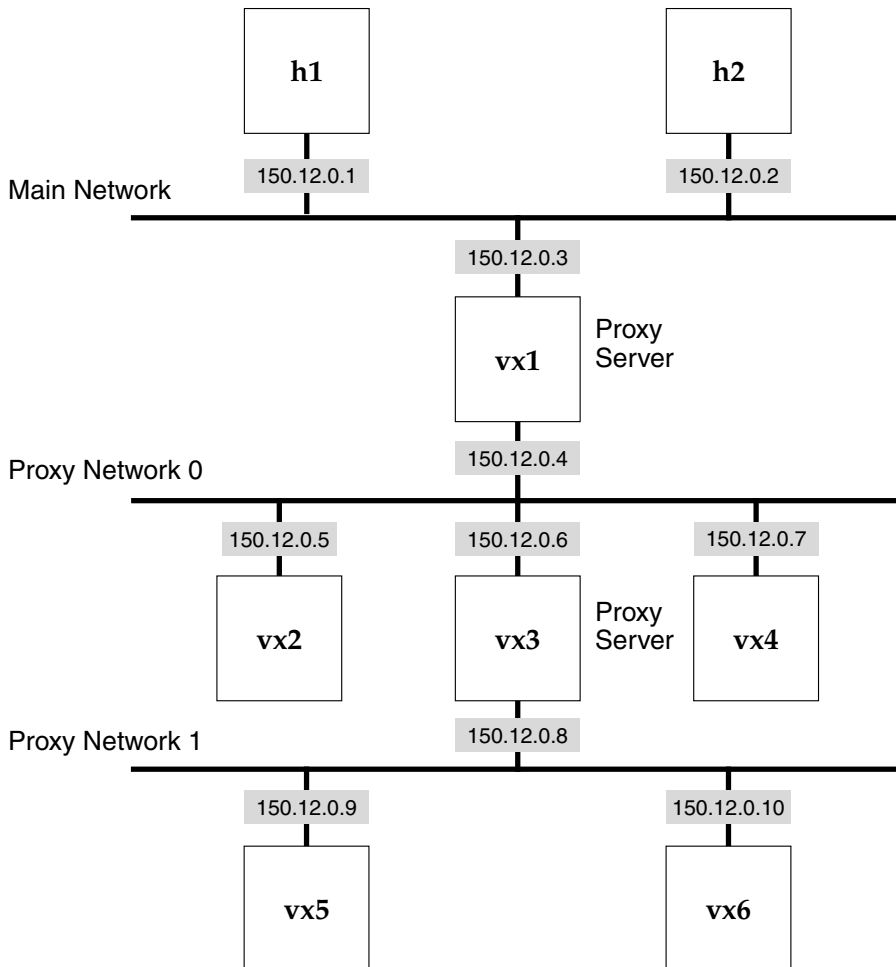 h1
h2
150.12.0.1
150.12.0.2
Main Network
150.12.0.3
vx1
Proxy
Server
150.12.0.4
Proxy Network 0
150.12.0.5
150.12.0.6
150.12.0.7
vx2
vx3
Proxy
Server
vx4
150.12.0.8
Proxy Network 1
150.12.0.9
150.12.0.10
vx5
vx6